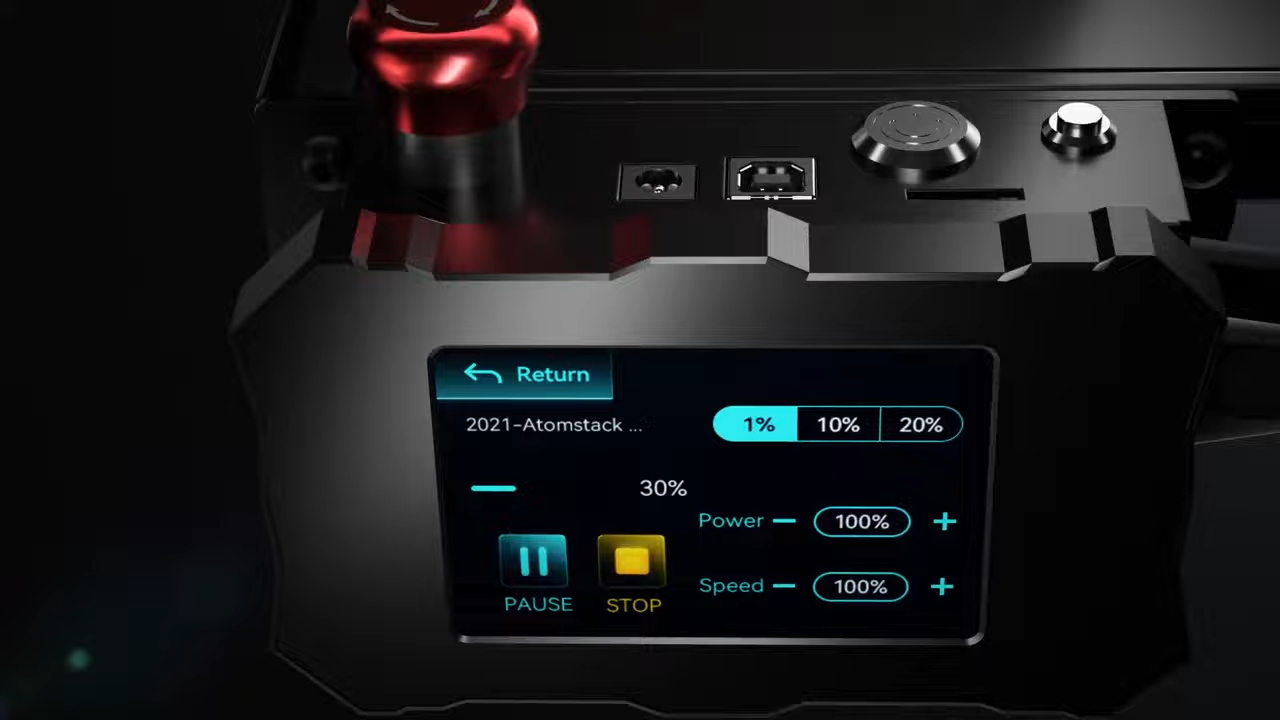 Return
2021-Atomstack ...
1% 10% 20%
30%
Power 100%
Speed 100%
PAUSE STOP